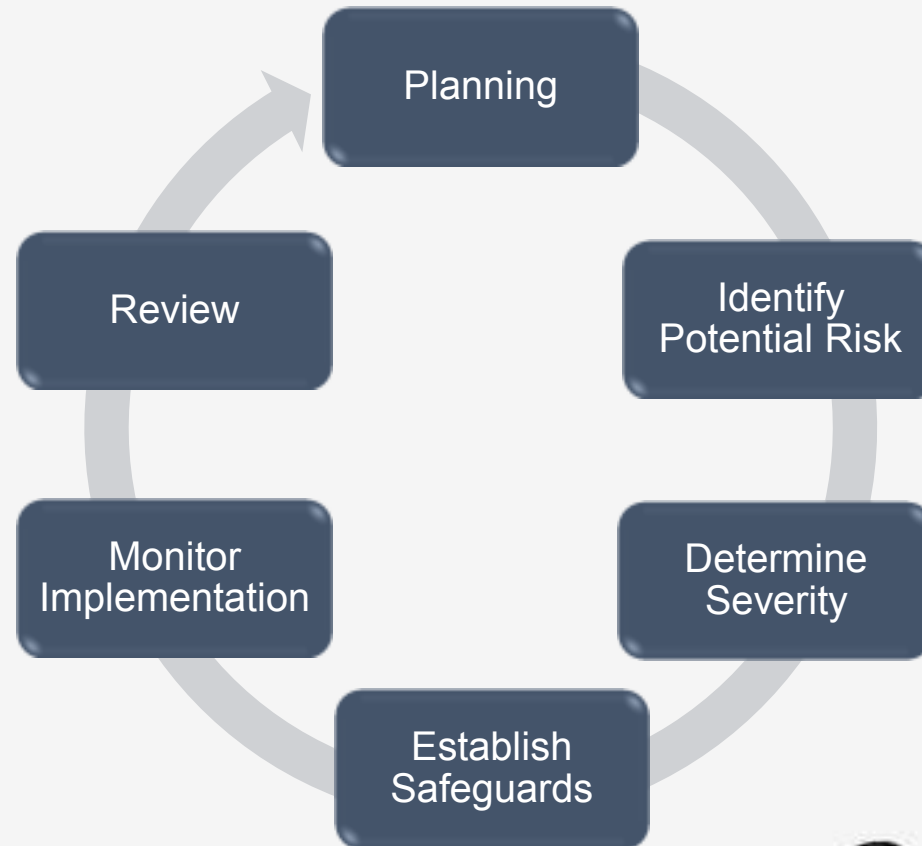 Planning
Identify
Potential Risk
Determine
Severity
Establish
Safeguards
Monitor
Implementation
Review